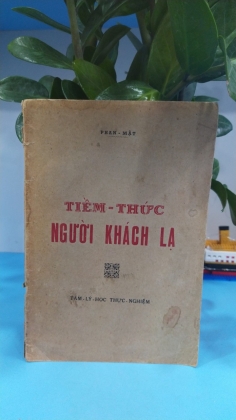 TIỀM-THỨC
NGƯỜI KHÁCH LẠ
TÂM-LÝ-HỌC THỰC-NGHIỆM